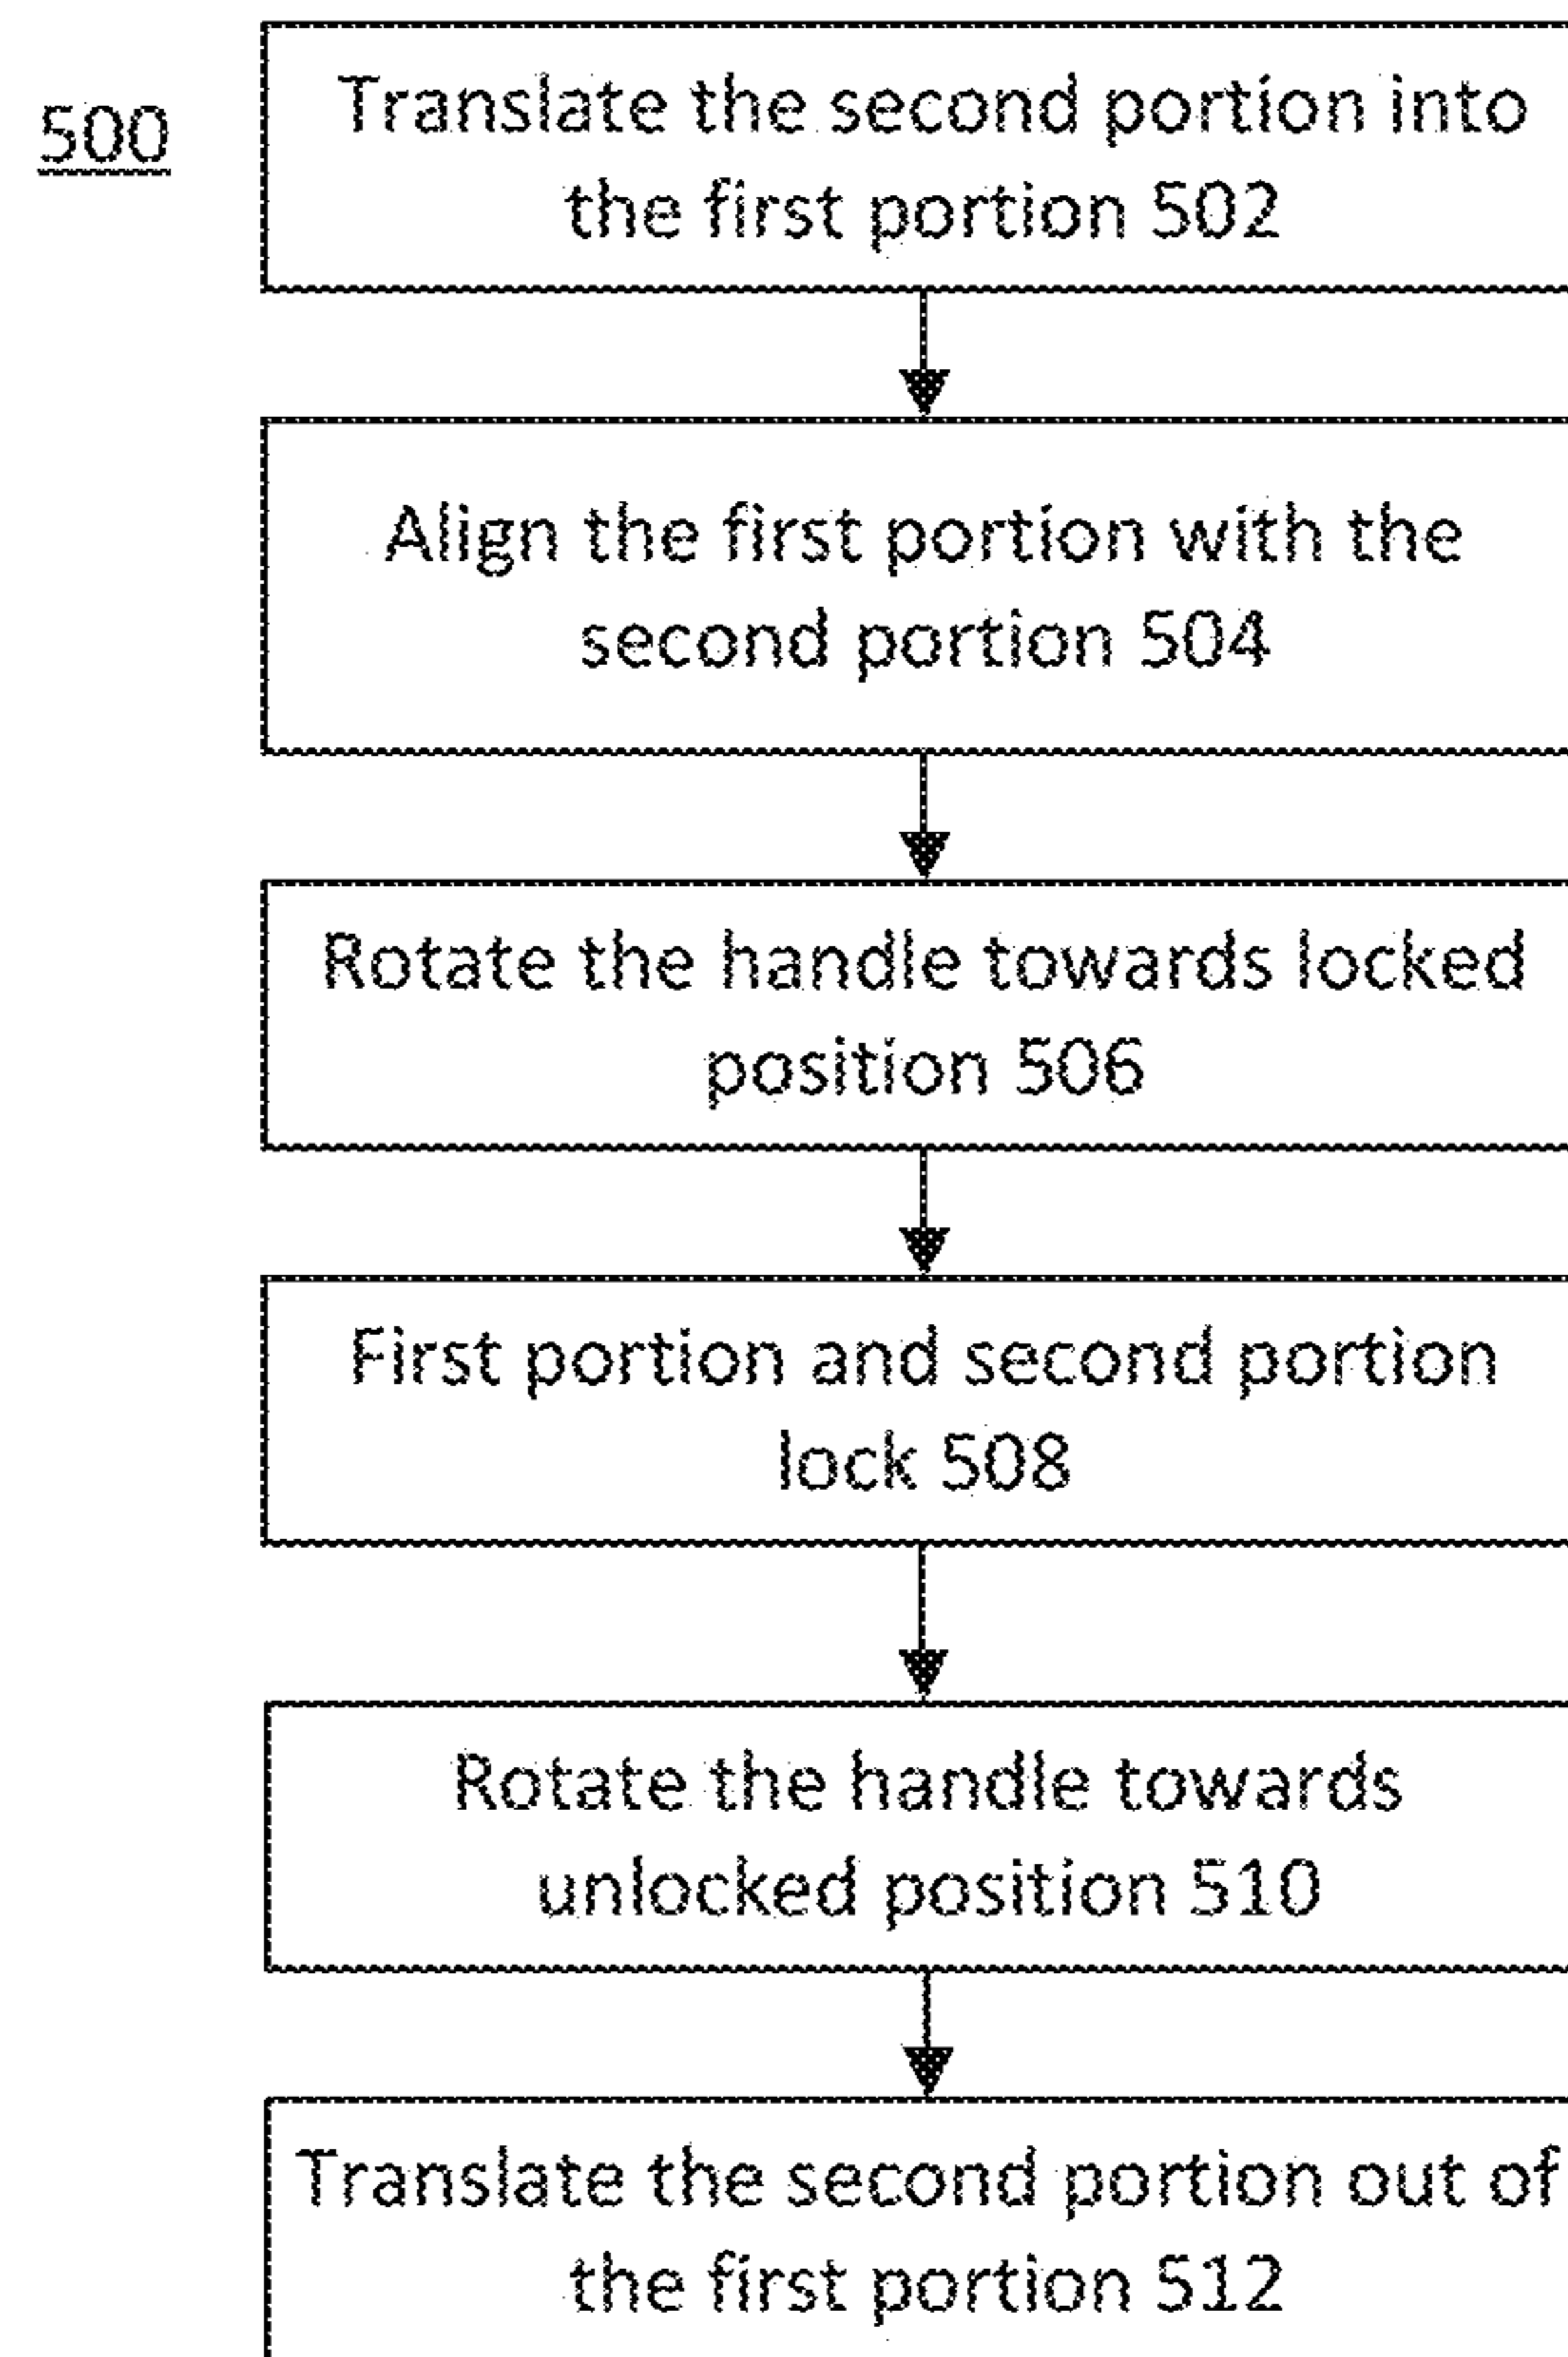 500
Translate the second portion into
the first portion 502
Align the first portion with the
second portion 504
Rotate the handle towards locked
position 506
First portion and second portion
lock 508
Rotate the handle towards
unlocked position 510
Translate the second portion out of
the first portion 512